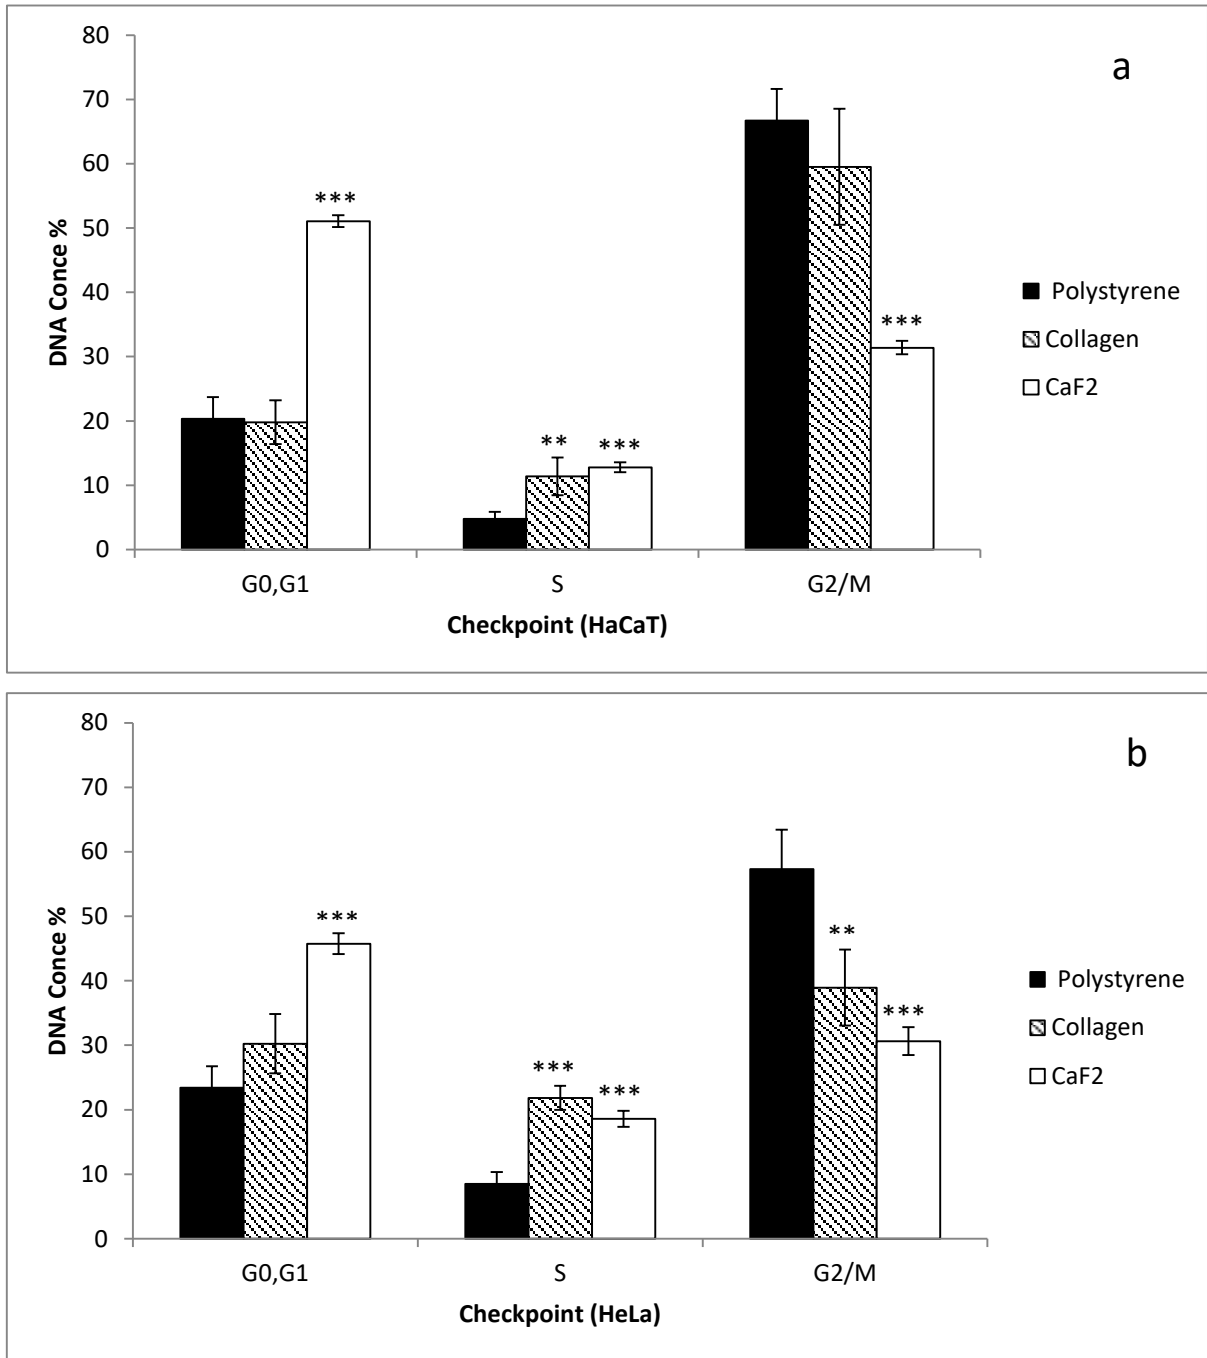 a
80
70
60
50
40
30
20
10
0
DNA Conce %
***
** ***
***
G0,G1 S G2/M
Checkpoint (HaCaT)
Polystyrene
Collagen
CaF2
b
80
70
60
50
40
30
20
10
0
DNA Conce %
***
*** ***
** ***
G0,G1 S G2/M
Checkpoint (HeLa)
Polystyrene
Collagen
CaF2